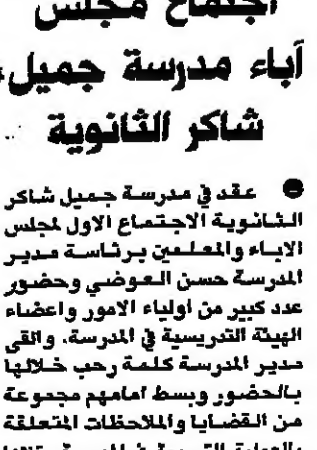 اجتماع مجلس
آباء مدرسة جميل
شاكر الثانوية
عقد في مدرسة جميل شاكر
الثانوية الاجتماع الاول لمجلس
الاباء والمعلمين برئاسة مدير
المدرسة حسن العوضي وحضور
عدد كبير من أولياء الامور واعضاء
الهيئة التدريسية في المدرسة. والقى
مدير المدرسة كلمة رحب خلالها
بالحضور وبسط امامهم مجموعة
من القضايا والملاحظات المتعلقة